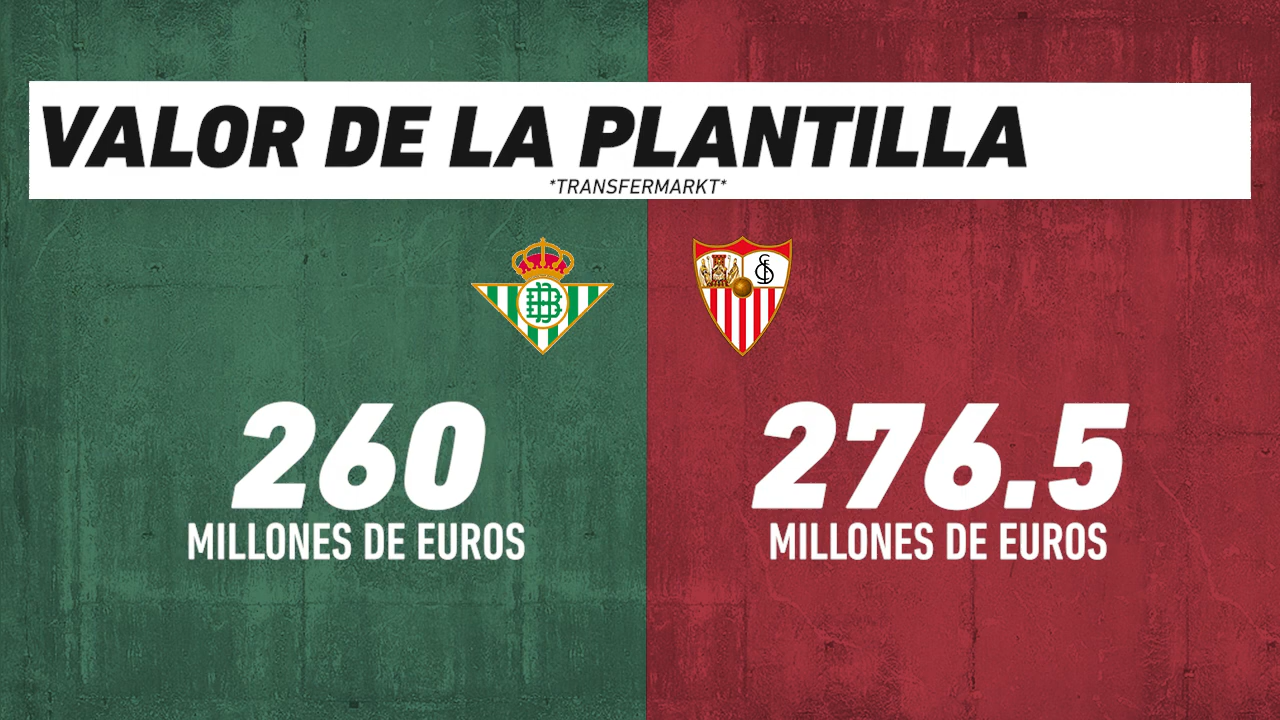 VALOR DE LA PLANTILLA
*TRANSFERMARKT*
260
MILLONES DE EUROS
276.5
MILLONES DE EUROS